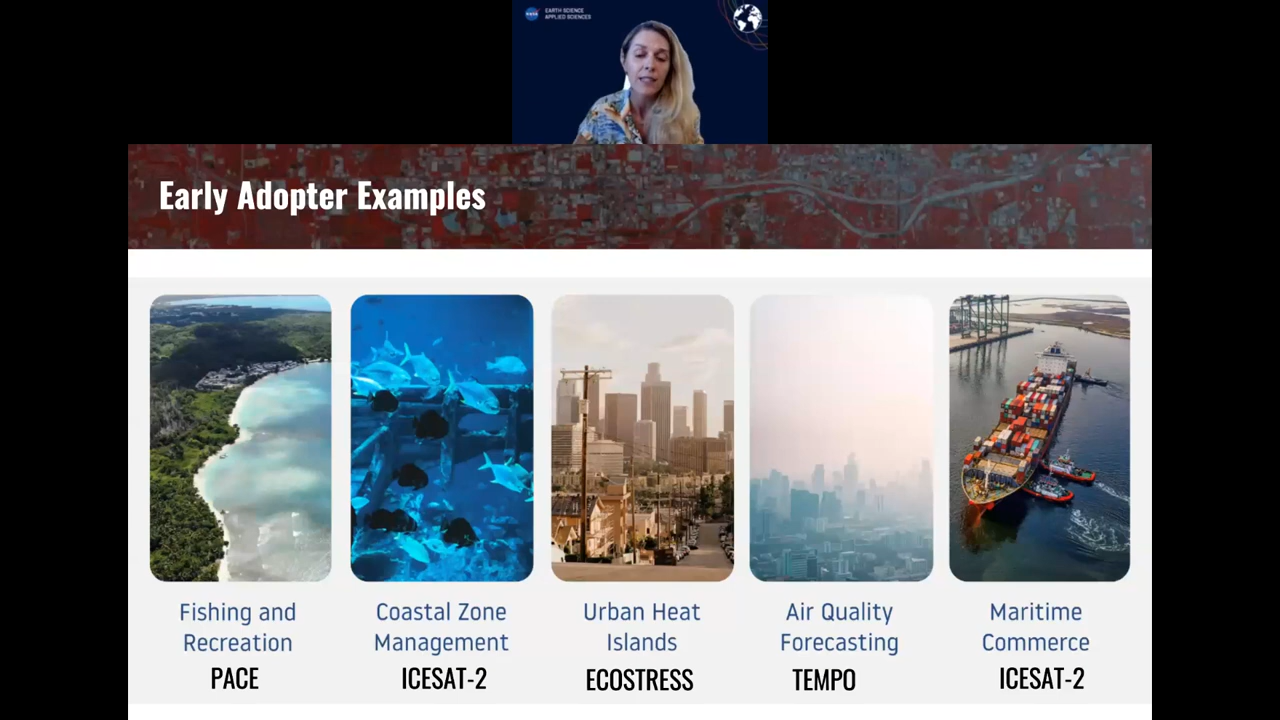 NASA
EARTH SCIENCE
APPLIED SCIENCES
Early Adopter Examples
Fishing and
Recreation
PACE
Coastal Zone
Management
ICESAT-2
Urban Heat
Islands
ECOSTRESS
Air Quality
Forecasting
TEMPO
Maritime
Commerce
ICESAT-2